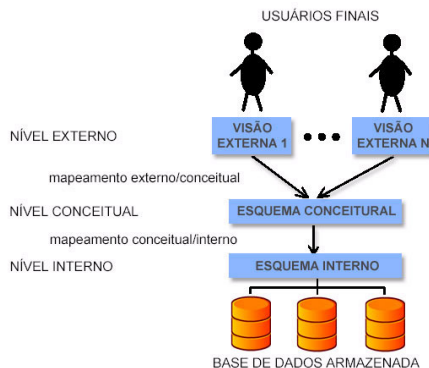 USUÁRIOS FINAIS
NÍVEL EXTERNO
VISÃO
EXTERNA 1
VISÃO
EXTERNA N
mapeamento externo/conceitual
NÍVEL CONCEITUAL
ESQUEMA CONCEITURAL
mapeamento conceitual/interno
NÍVEL INTERNO
ESQUEMA INTERNO
BASE DE DADOS ARMAZENADA